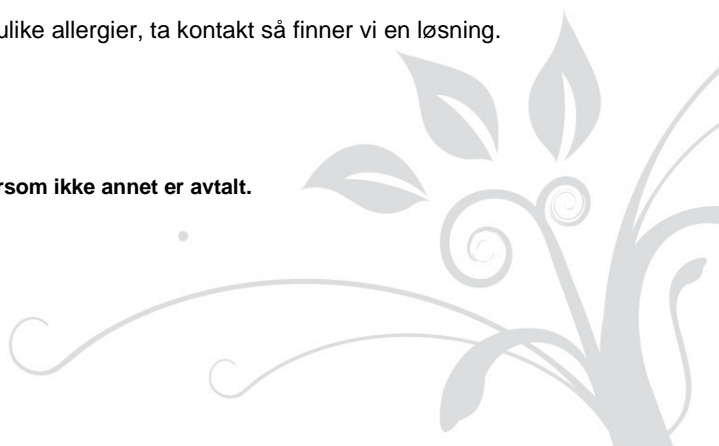 ulike allergier, ta kontakt så finner vi en løsning.
rsom ikke annet er avtalt.